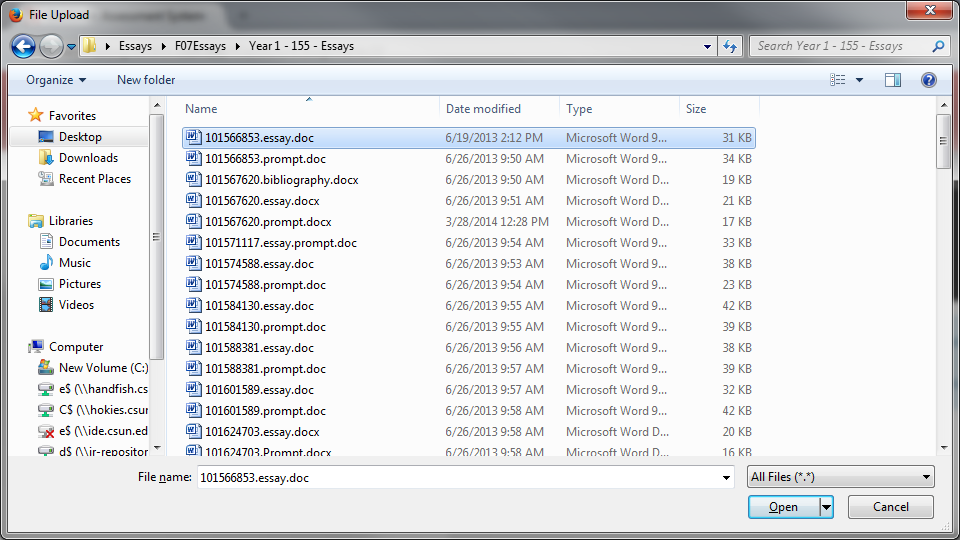 File Upload
Assessment System
Essays F07Essays Year 1 - 155 - Essays
Search Year 1 - 155 - Essays
Organize New folder
Favorites
Desktop
Downloads
Recent Places
Libraries
Documents
Music
Pictures
Videos
Computer
New Volume (C:)
e$ (\\handfish.cs
C$ (\\hokies.csun
e$ (\\ide.csun.ed
d$ (\\ir-repositor
Name Date modified Type Size
101566853.essay.doc 6/19/2013 2:12 PM Microsoft Word 9... 31 KB
101566853.prompt.doc 6/26/2013 9:50 AM Microsoft Word 9... 34 KB
101567620.bibliography.docx 6/26/2013 9:50 AM Microsoft Word D... 19 KB
101567620.essay.docx 6/26/2013 9:51 AM Microsoft Word D... 21 KB
101567620.prompt.docx 3/28/2014 12:28 PM Microsoft Word D... 17 KB
101571117.essay.prompt.doc 6/26/2013 9:54 AM Microsoft Word 9... 33 KB
101574588.essay.doc 6/26/2013 9:53 AM Microsoft Word 9... 38 KB
101574588.prompt.doc 6/26/2013 9:54 AM Microsoft Word 9... 23 KB
101584130.essay.doc 6/26/2013 9:55 AM Microsoft Word 9... 42 KB
101584130.prompt.doc 6/26/2013 9:55 AM Microsoft Word 9... 39 KB
101588381.essay.doc 6/26/2013 9:56 AM Microsoft Word 9... 38 KB
101588381.prompt.doc 6/26/2013 9:57 AM Microsoft Word 9... 39 KB
101601589.essay.doc 6/26/2013 9:57 AM Microsoft Word 9... 32 KB
101601589.prompt.doc 6/26/2013 9:58 AM Microsoft Word 9... 42 KB
101624703.essay.docx 6/26/2013 9:58 AM Microsoft Word D... 20 KB
101624703.Prompt.docx 6/26/2013 9:58 AM Microsoft Word D... 16 KB
File name: 101566853.essay.doc All Files (*.*)
Open Cancel